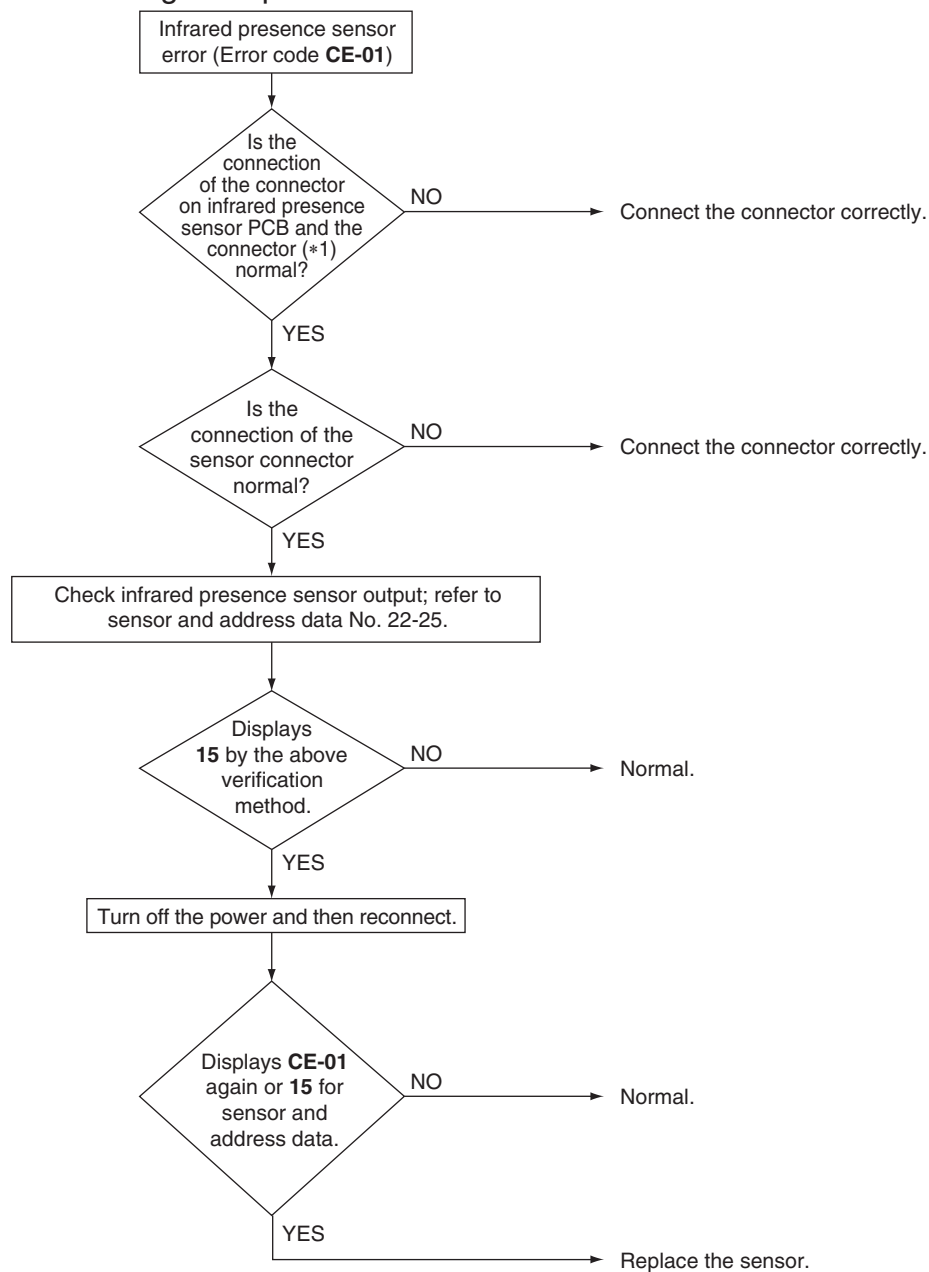 Infrared presence sensor
error (Error code CE-01)
Is the
connection
of the connector
on infrared presence
sensor PCB and the
connector (*1)
normal?
NO
Connect the connector correctly.
YES
Is the
connection of the
sensor connector
normal?
NO
Connect the connector correctly.
YES
Check infrared presence sensor output; refer to
sensor and address data No. 22-25.
Displays
15 by the above
verification
method.
NO
Normal.
YES
Turn off the power and then reconnect.
Displays CE-01
again or 15 for
sensor and
address data.
NO
Normal.
YES
Replace the sensor.